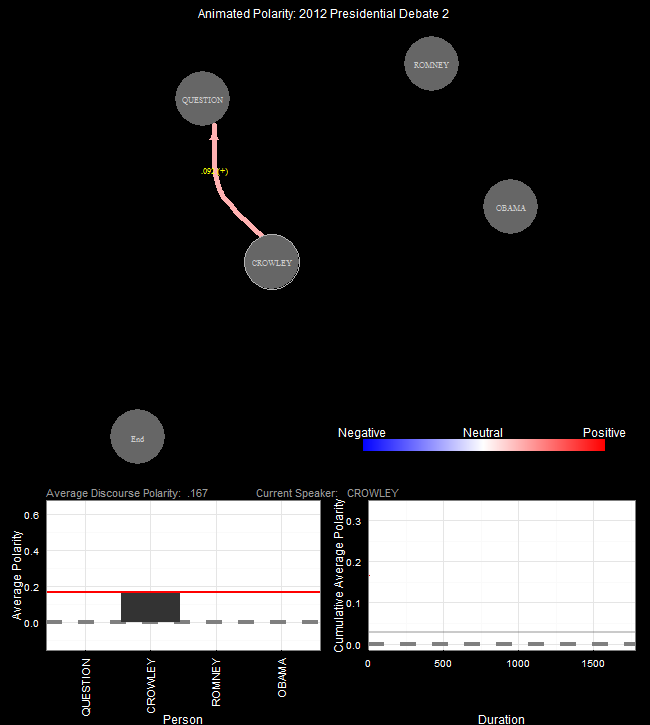 Animated Polarity: 2012 Presidential Debate 2
ROMNEY
QUESTION
(+)
OBAMA
CROWLEY
End
Negative Neutral Positive
Average Discourse Polarity: .167 Current Speaker: CROWLEY
Average Polarity
0.6
0.4
0.2
0.0
QUESTION
CROWLEY
ROMNEY
OBAMA
Person
Cumulative Average Polarity
0.3
0.2
0.1
0.0
0 500 1000 1500
Duration